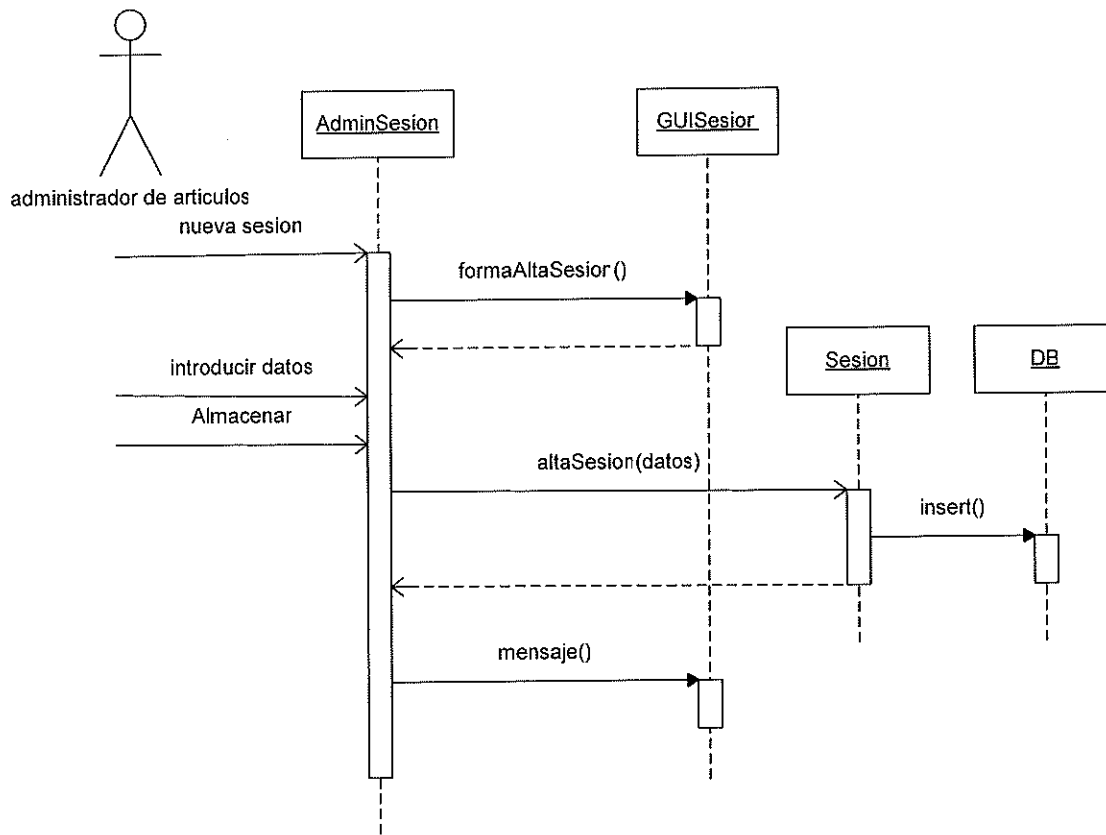 AdminSesion
GUISesior
administrador de articulos
nueva sesion
formaAltaSesior()
introducir datos
Sesion
DB
Almacenar
altaSesion(datos)
insert()
mensaje()